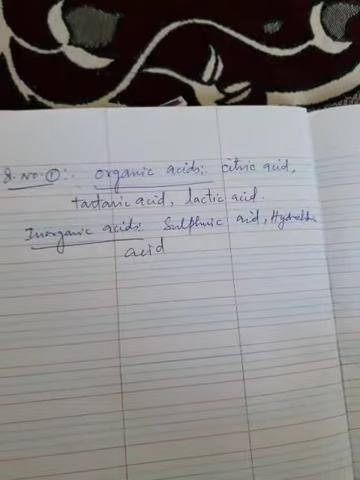 S. No. ①:- Organic acids:- citric acid,
tartaric acid, lactic acid.
Inorganic acids:- Sulphuric acid,
acid